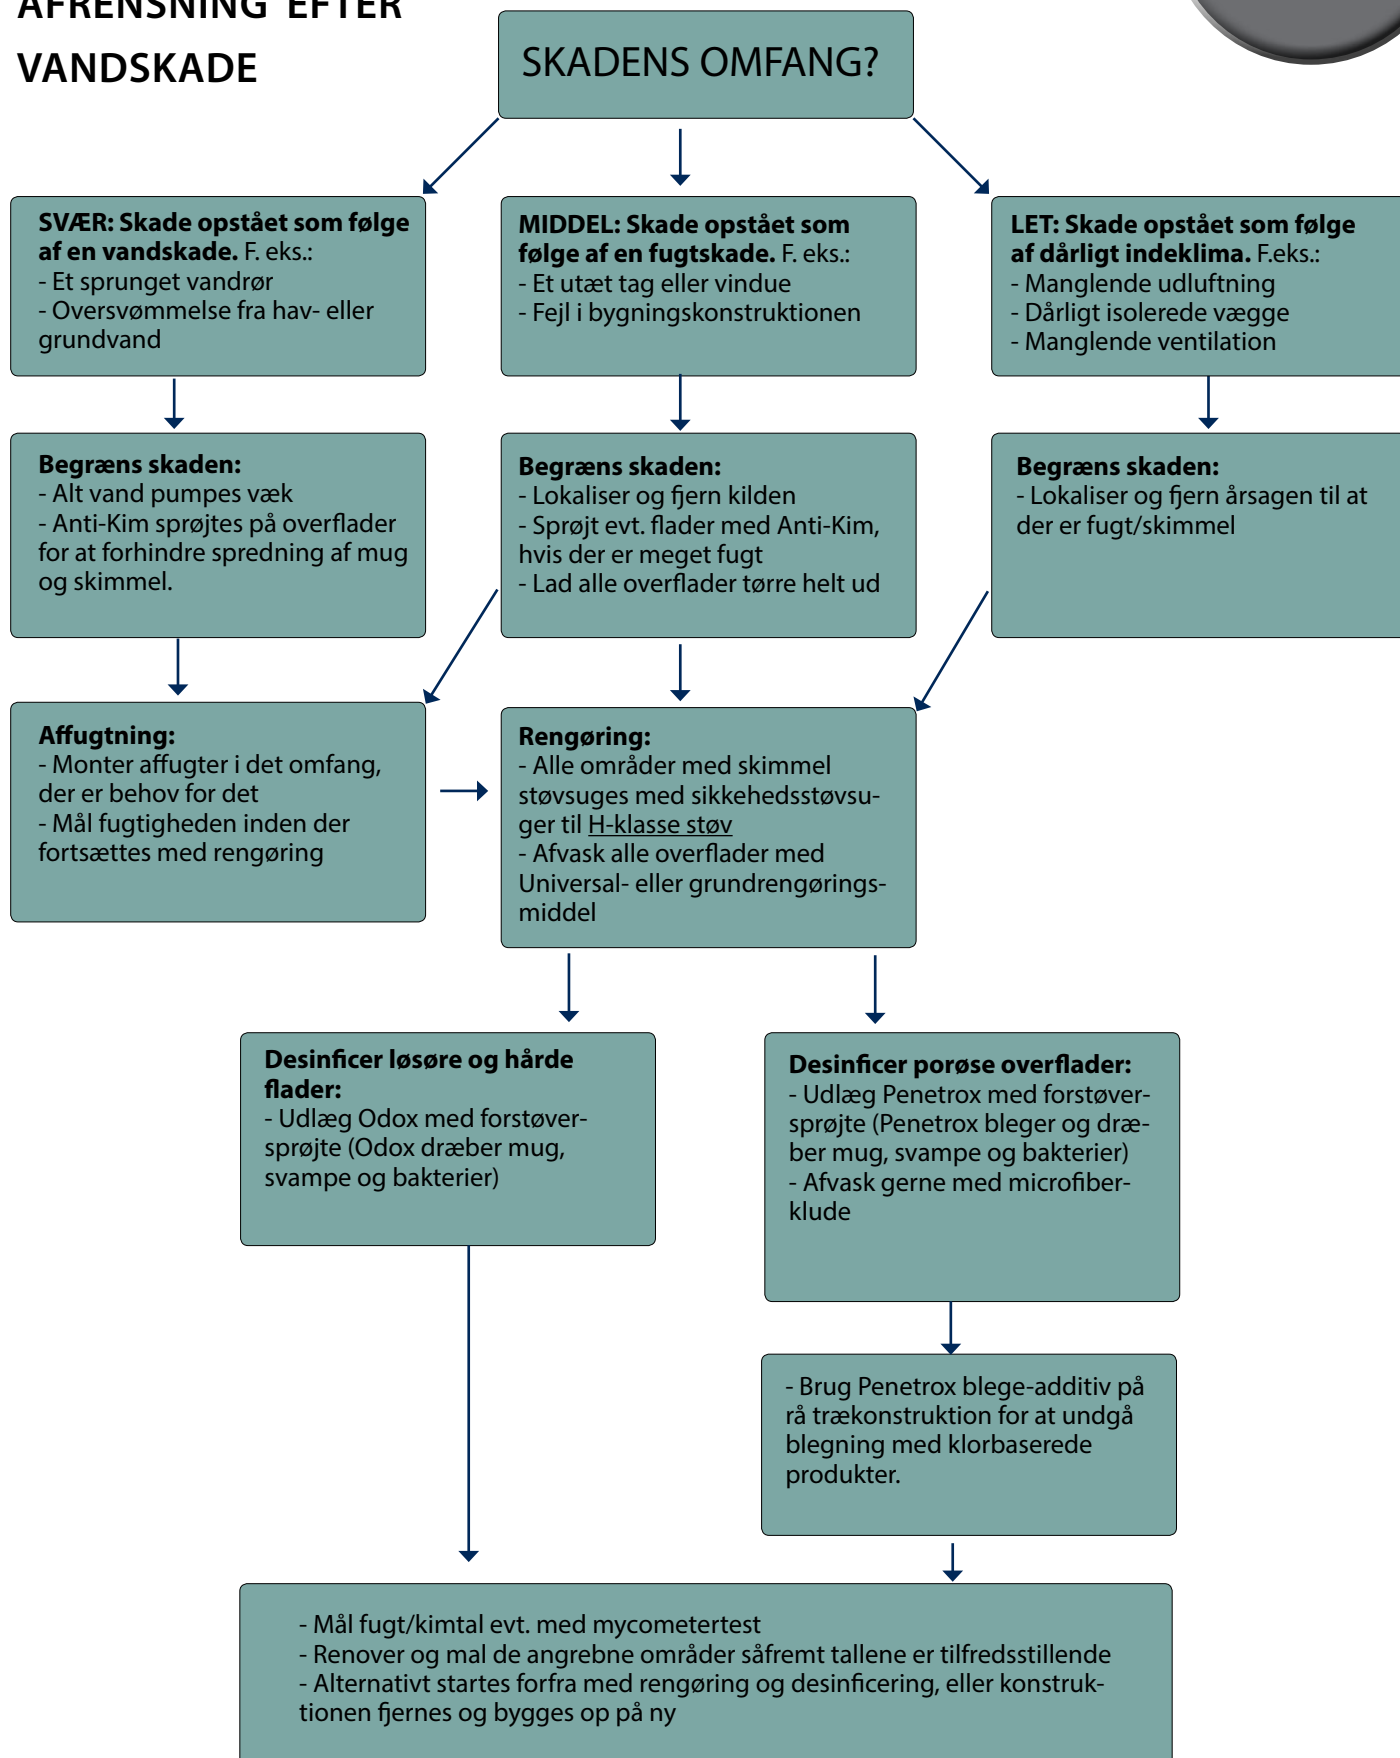 AFRENSNING EFTER
VANDSKADE
SKADENS OMFANG?
SVÆR: Skade opstået som følge
af en vandskade. F. eks.:
- Et sprunget vandrør
- Oversvømmelse fra hav- eller
grundvand
MIDDEL: Skade opstået som
følge af en fugtskade. F. eks.:
- Et utæt tag eller vindue
- Fejl i bygningskonstruktionen
LET: Skade opstået som følge
af dårligt indeklima. F.eks.:
- Manglende udluftning
- Dårligt isolerede vægge
- Manglende ventilation
Begræns skaden:
- Alt vand pumpes væk
- Anti-Kim sprøjtes på overflader
for at forhindre spredning af mug
og skimmel.
Begræns skaden:
- Lokaliser og fjern kilden
- Sprøjt evt. flader med Anti-Kim,
hvis der er meget fugt
- Lad alle overflader tørre helt ud
Begræns skaden:
- Lokaliser og fjern årsagen til at
der er fugt/skimmel
Affugtning:
- Monter affugter i det omfang,
der er behov for det
- Mål fugtigheden inden der
fortsættes med rengøring
Rengøring:
- Alle områder med skimmel
støvsuges med sikkehedsstøvsu-
ger til H-klasse støv
- Afvask alle overflader med
Universal- eller grundrengørings-
middel
Desinficer løsøre og hårde
flader:
- Udlæg Odox med forstøver-
sprøjte (Odox dræber mug,
svampe og bakterier)
Desinficer porøse overflader:
- Udlæg Penetrox med forstøver-
sprøjte (Penetrox bleger og dræ-
ber mug, svampe og bakterier)
- Afvask gerne med microfiber-
klude
- Brug Penetrox blege-additiv på
rå trækonstruktion for at undgå
blegning med klorbaserede
produkter.
- Mål fugt/kimtal evt. med mycometertest
- Renover og mal de angrebne områder såfremt tallene er tilfredsstillende
- Alternativt startes forfra med rengøring og desinficering, eller konstruk-
tionen fjernes og bygges op på ny